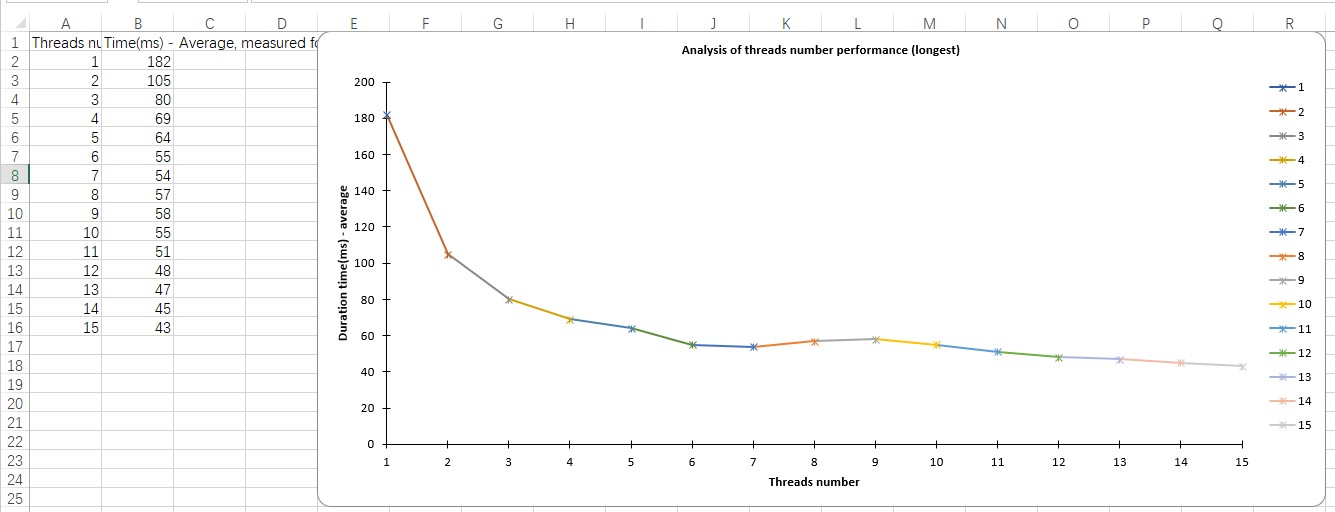 A B C D E F G H I J K L M N O P Q R
1 Threads nu Time(ms) - Average, measured fo
2 1 182
3 2 105
4 3 80
5 4 69
6 5 64
7 6 55
8 7 54
9 8 57
10 9 58
11 10 55
12 11 51
13 12 48
14 13 47
15 14 45
16 15 43
17
18
19
20
21
22
23
24
25
Analysis of threads number performance (longest)
Duration time(ms) - average
200
180
160
140
120
100
80
60
40
20
0
1 2 3 4 5 6 7 8 9 10 11 12 13 14 15
Threads number
1
2
3
4
5
6
7
8
9
10
11
12
13
14
15